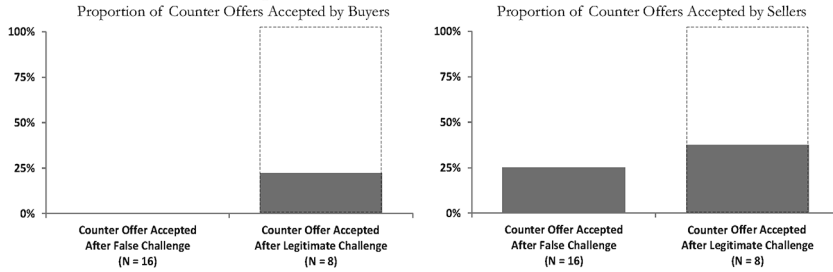 Proportion of Counter Offers Accepted by Buyers
100%
75%
50%
25%
0%
Counter Offer Accepted
After False Challenge
(N = 16)
Counter Offer Accepted
After Legitimate Challenge
(N = 8)
Proportion of Counter Offers Accepted by Sellers
100%
75%
50%
25%
0%
Counter Offer Accepted
After False Challenge
(N = 16)
Counter Offer Accepted
After Legitimate Challenge
(N = 8)